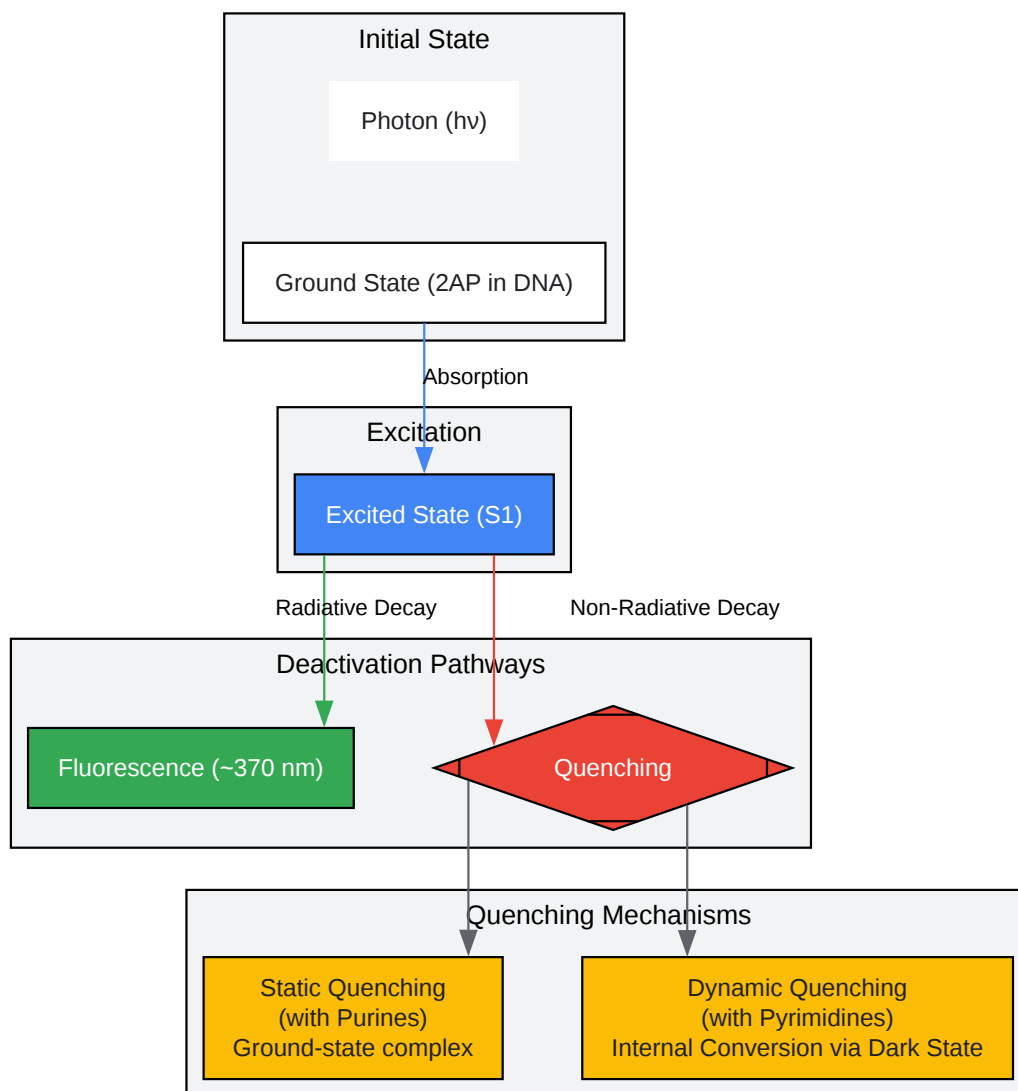 Initial State
Photon (hν)
Ground State (2AP in DNA)
Absorption
Excitation
Excited State (S1)
Radiative Decay
Non-Radiative Decay
Deactivation Pathways
Fluorescence (~370 nm)
Quenching
Quenching Mechanisms
Static Quenching
(with Purines)
Ground-state complex
Dynamic Quenching
(with Pyrimidines)
Internal Conversion via Dark State